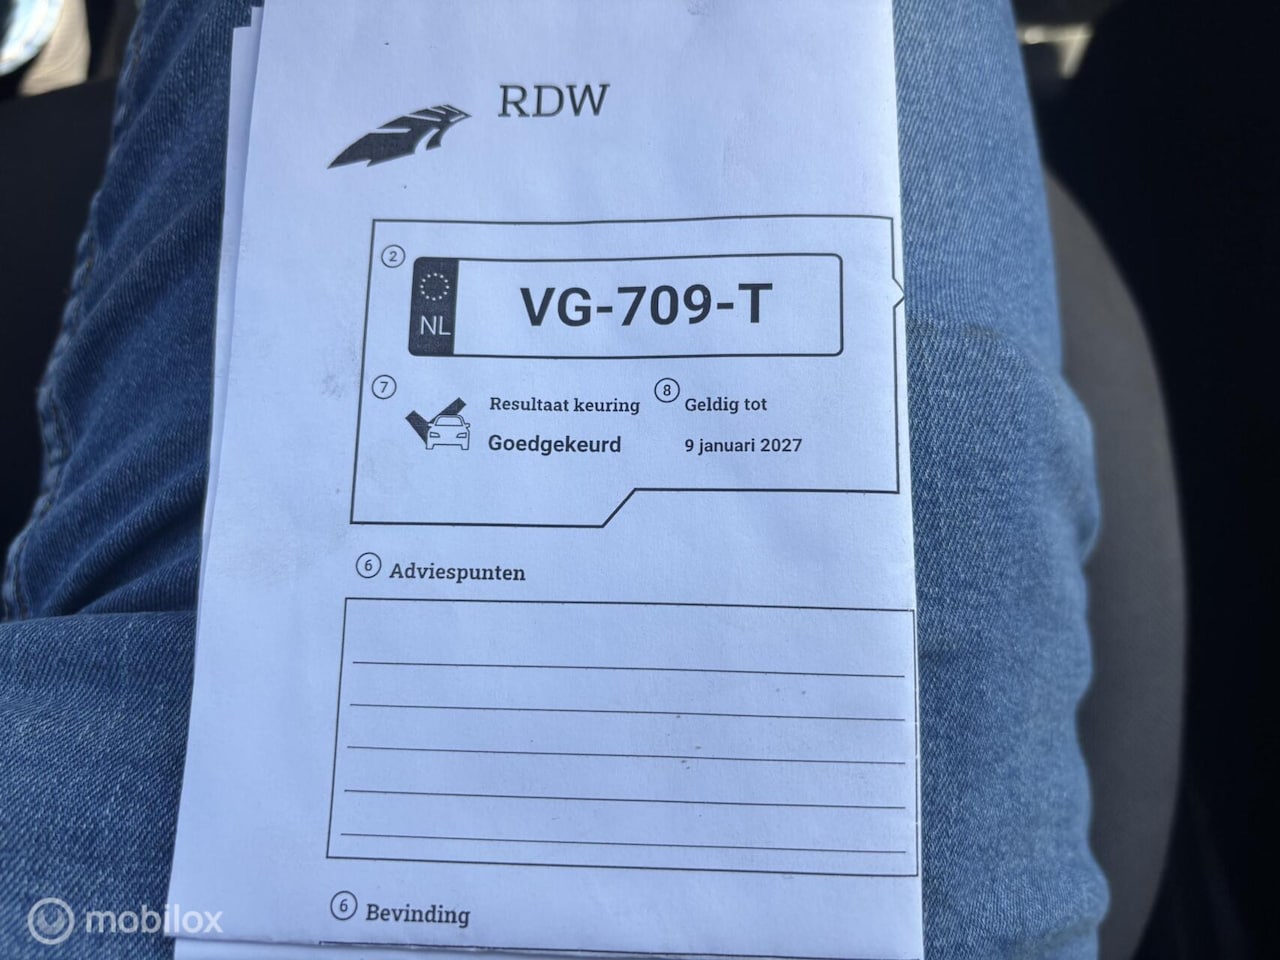 RDW
2
NL
VG-709-T
7
Resultaat keuring
Goedgekeurd
8
Geldig tot
9 januari 2027
6 Adviespunten
6 Bevinding
mobilox